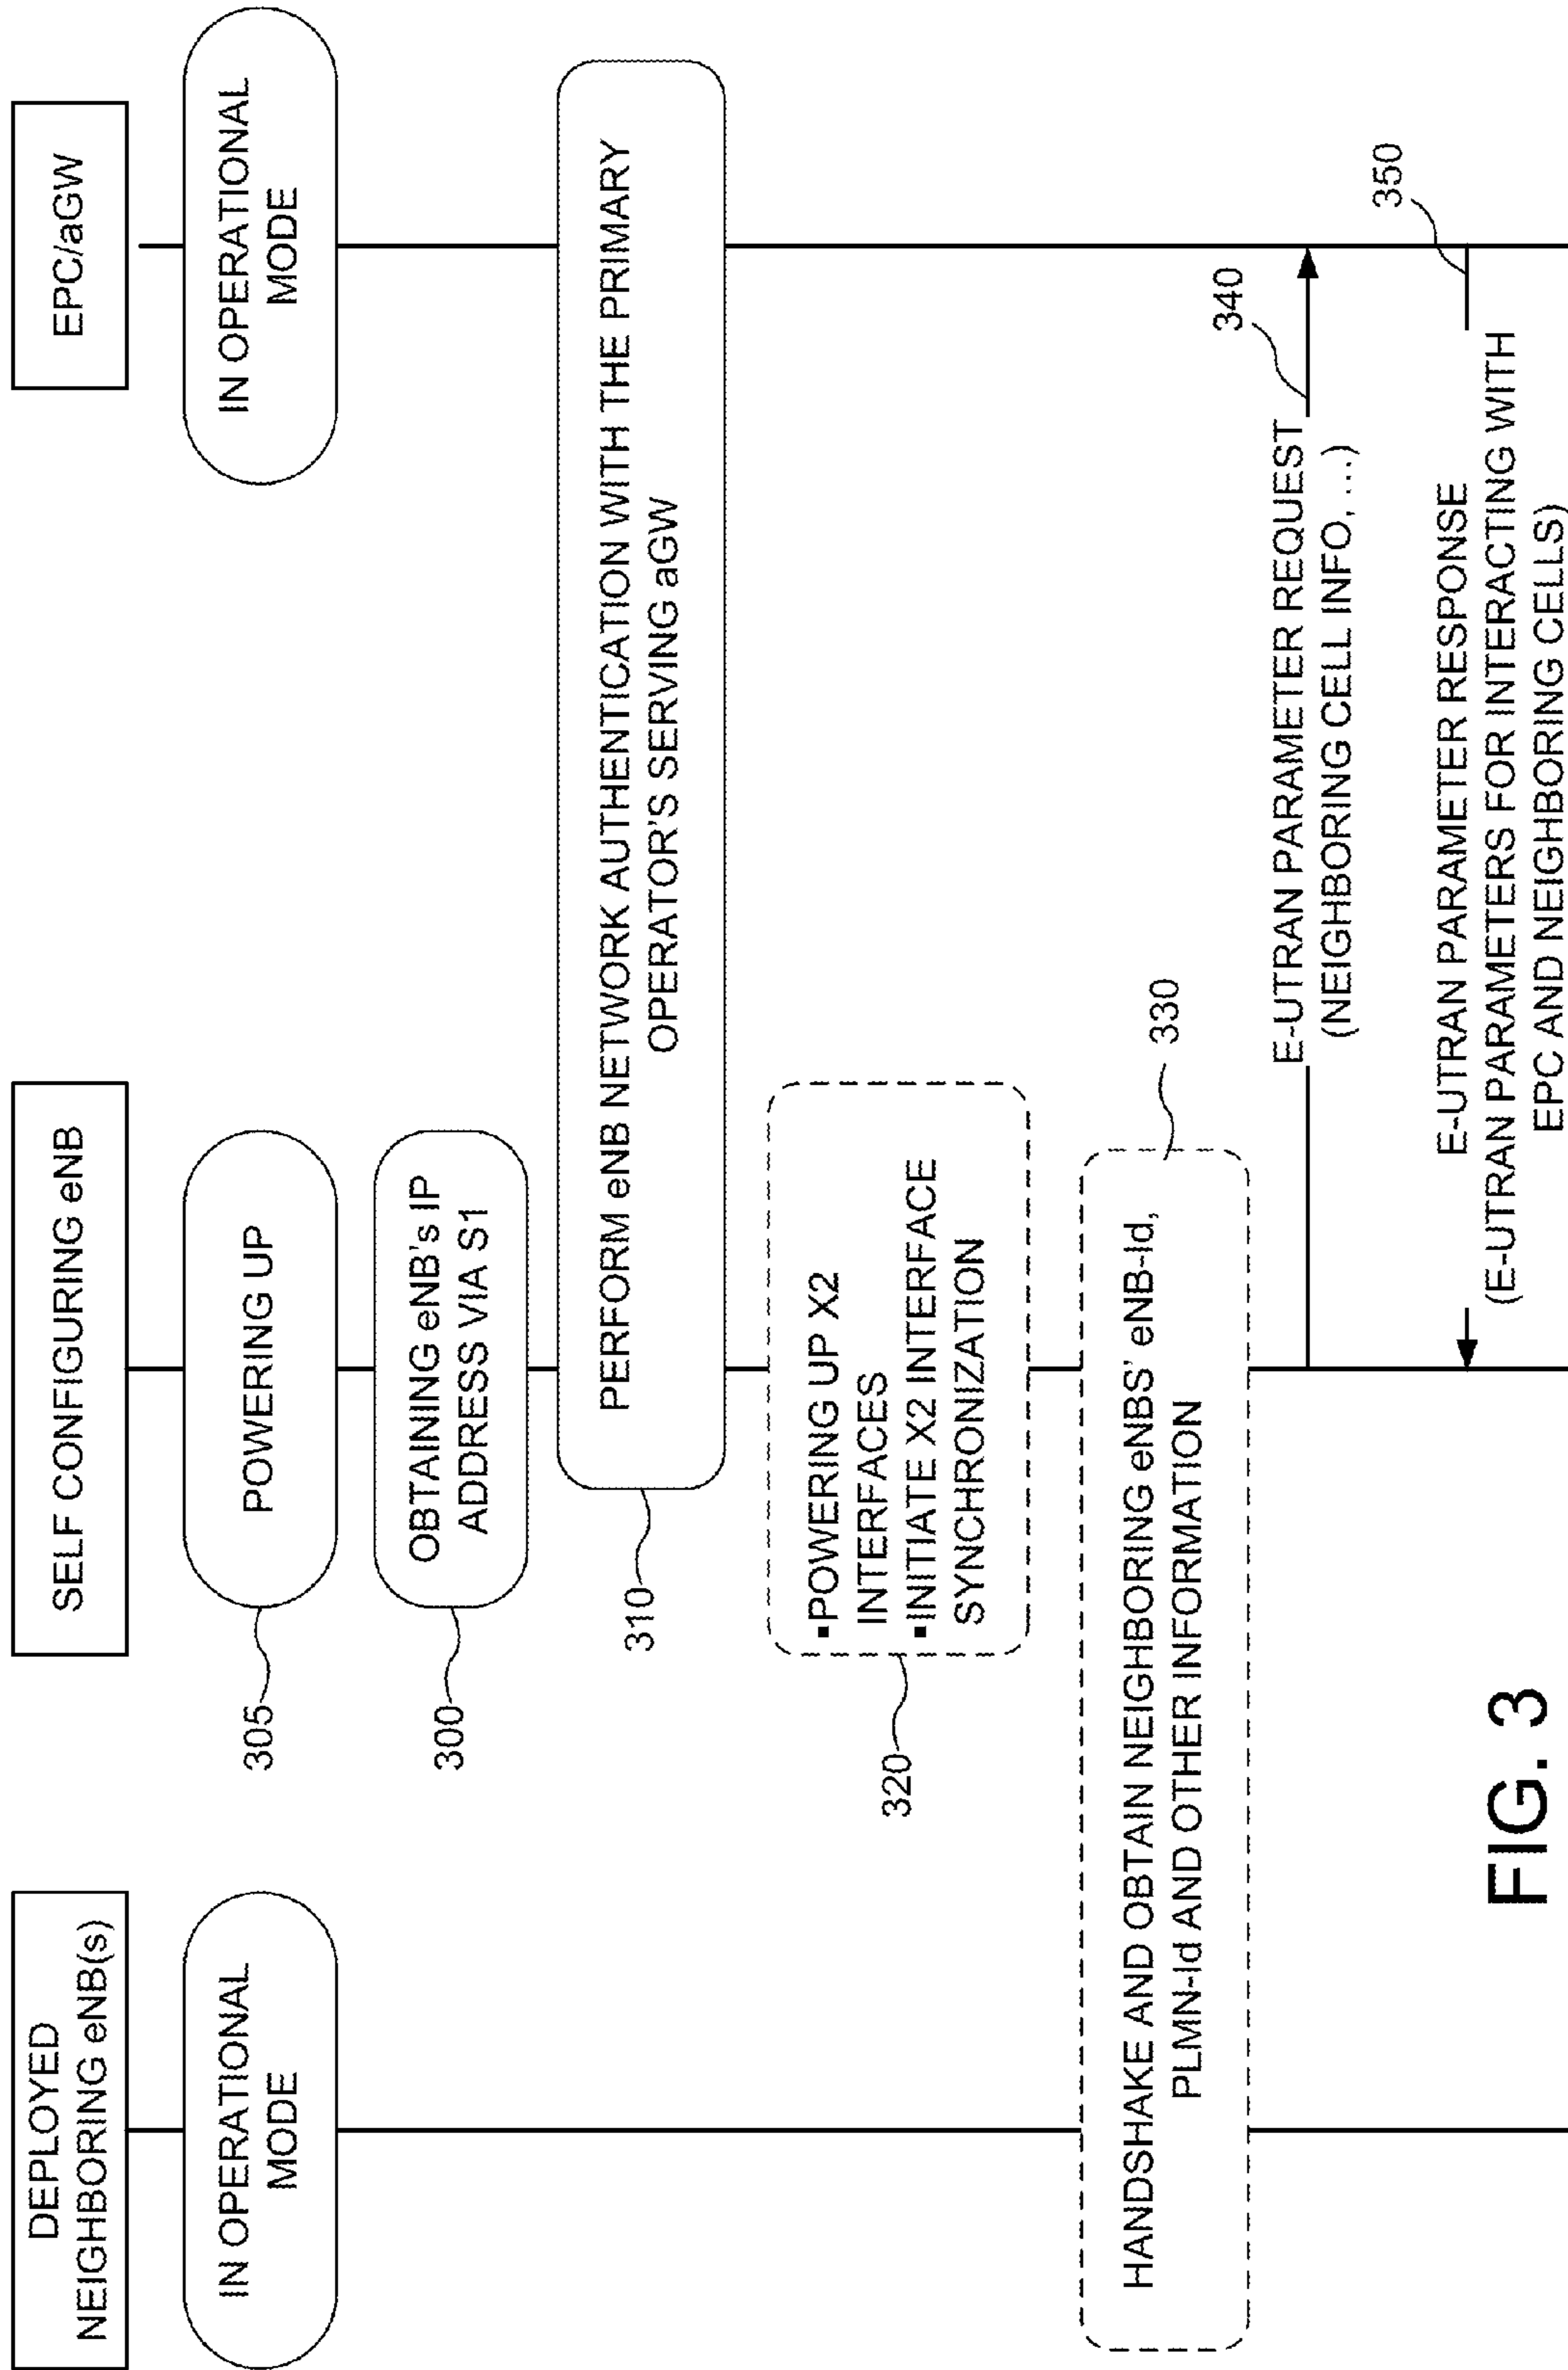 DEPLOYED
NEIGHBORING eNB(s)
SELF CONFIGURING eNB
EPC/aGW
IN OPERATIONAL
MODE
305
POWERING UP
IN OPERATIONAL
MODE
300
OBTAINING eNB's IP
ADDRESS VIA S1
310
PERFORM eNB NETWORK AUTHENTICATION WITH THE PRIMARY
OPERATOR'S SERVING aGW
320
▪POWERING UP X2
INTERFACES
▪INITIATE X2 INTERFACE
SYNCHRONIZATION
330
HANDSHAKE AND OBTAIN NEIGHBORING eNBS' eNB-Id,
PLMN-Id AND OTHER INFORMATION
340
E-UTRAN PARAMETER REQUEST
(NEIGHBORING CELL INFO, ...)
350
E-UTRAN PARAMETER RESPONSE
(E-UTRAN PARAMETERS FOR INTERACTING WITH
EPC AND NEIGHBORING CELLS)
FIG. 3